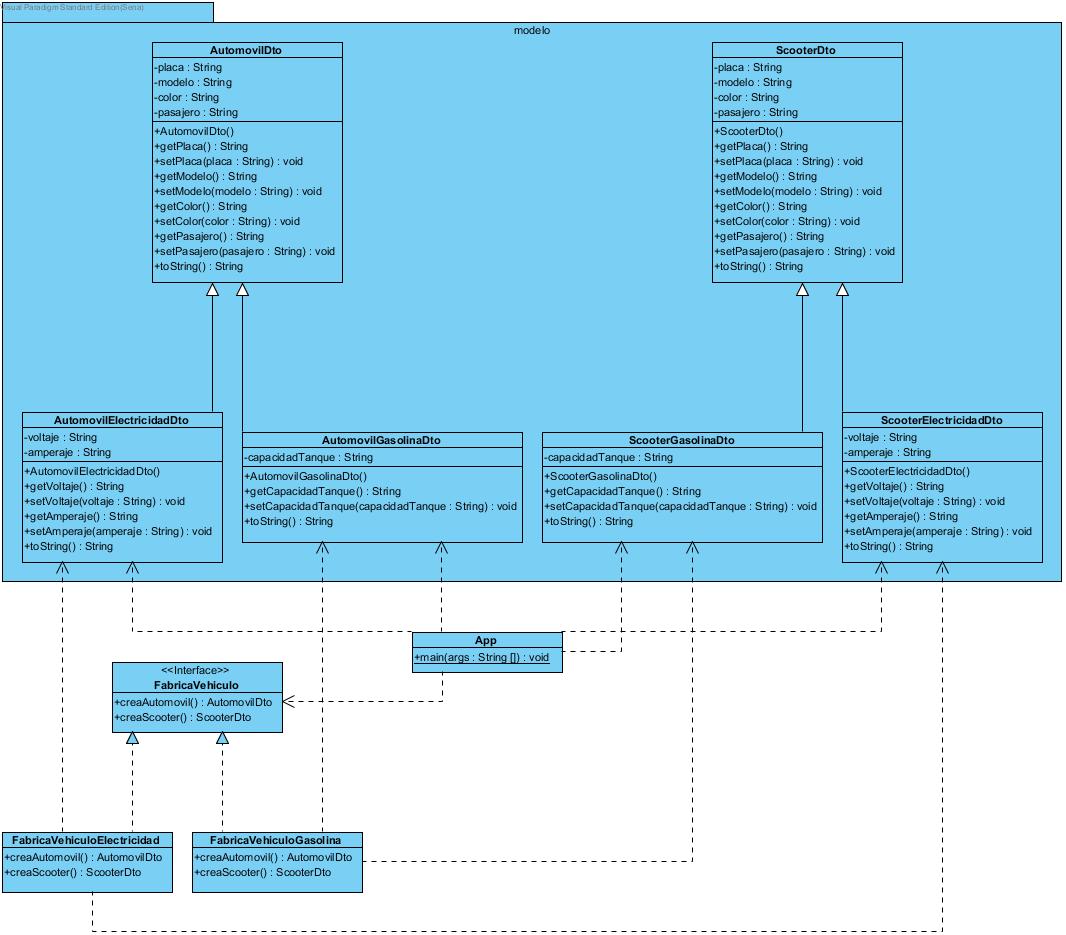 Visual Paradigm Standard Edition(Sena)
modelo
AutomovilDto
-placa : String
-modelo : String
-color : String
-pasajero : String
+AutomovilDto()
+getPlaca() : String
+setPlaca(placa : String) : void
+getModelo() : String
+setModelo(modelo : String) : void
+getColor() : String
+setColor(color : String) : void
+getPasajero() : String
+setPasajero(pasajero : String) : void
+toString() : String
ScooterDto
-placa : String
-modelo : String
-color : String
-pasajero : String
+ScooterDto()
+getPlaca() : String
+setPlaca(placa : String) : void
+getModelo() : String
+setModelo(modelo : String) : void
+getColor() : String
+setColor(color : String) : void
+getPasajero() : String
+setPasajero(pasajero : String) : void
+toString() : String
AutomovilElectricidadDto
-voltaje : String
-amperaje : String
+AutomovilElectricidadDto()
+getVoltaje() : String
+setVoltaje(voltaje : String) : void
+getAmperaje() : String
+setAmperaje(amperaje : String) : void
+toString() : String
AutomovilGasolinaDto
-capacidadTanque : String
+AutomovilGasolinaDto()
+getCapacidadTanque() : String
+setCapacidadTanque(capacidadTanque : String) : void
+toString() : String
ScooterGasolinaDto
-capacidadTanque : String
+ScooterGasolinaDto()
+getCapacidadTanque() : String
+setCapacidadTanque(capacidadTanque : String) : void
+toString() : String
ScooterElectricidadDto
-voltaje : String
-amperaje : String
+ScooterElectricidadDto()
+getVoltaje() : String
+setVoltaje(voltaje : String) : void
+getAmperaje() : String
+setAmperaje(amperaje : String) : void
+toString() : String
App
+main(args : String []) : void
<<Interface>>
FabricaVehiculo
+creaAutomovil() : AutomovilDto
+creaScooter() : ScooterDto
FabricaVehiculoElectricidad
+creaAutomovil() : AutomovilDto
+creaScooter() : ScooterDto
FabricaVehiculoGasolina
+creaAutomovil() : AutomovilDto
+creaScooter() : ScooterDto